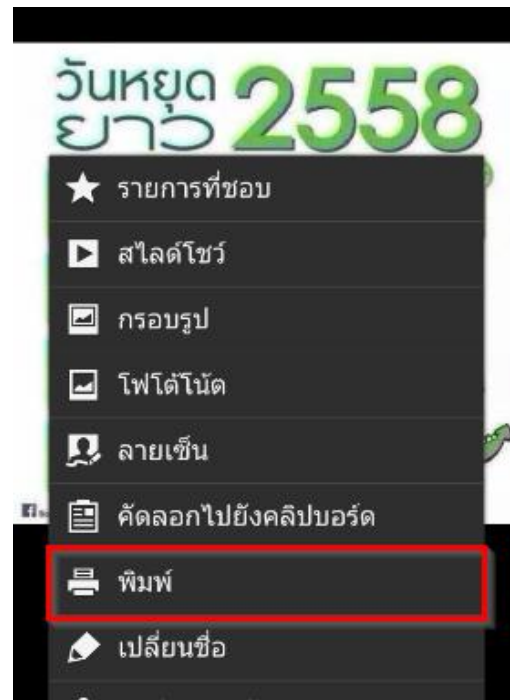 วันหยุด
ยาว 2558
รายการที่ชอบ
สไลด์โชว์
กรอบรูป
โฟโต้โน้ต
ลายเซ็น
คัดลอกไปยังคลิปบอร์ด
พิมพ์
เปลี่ยนชื่อ